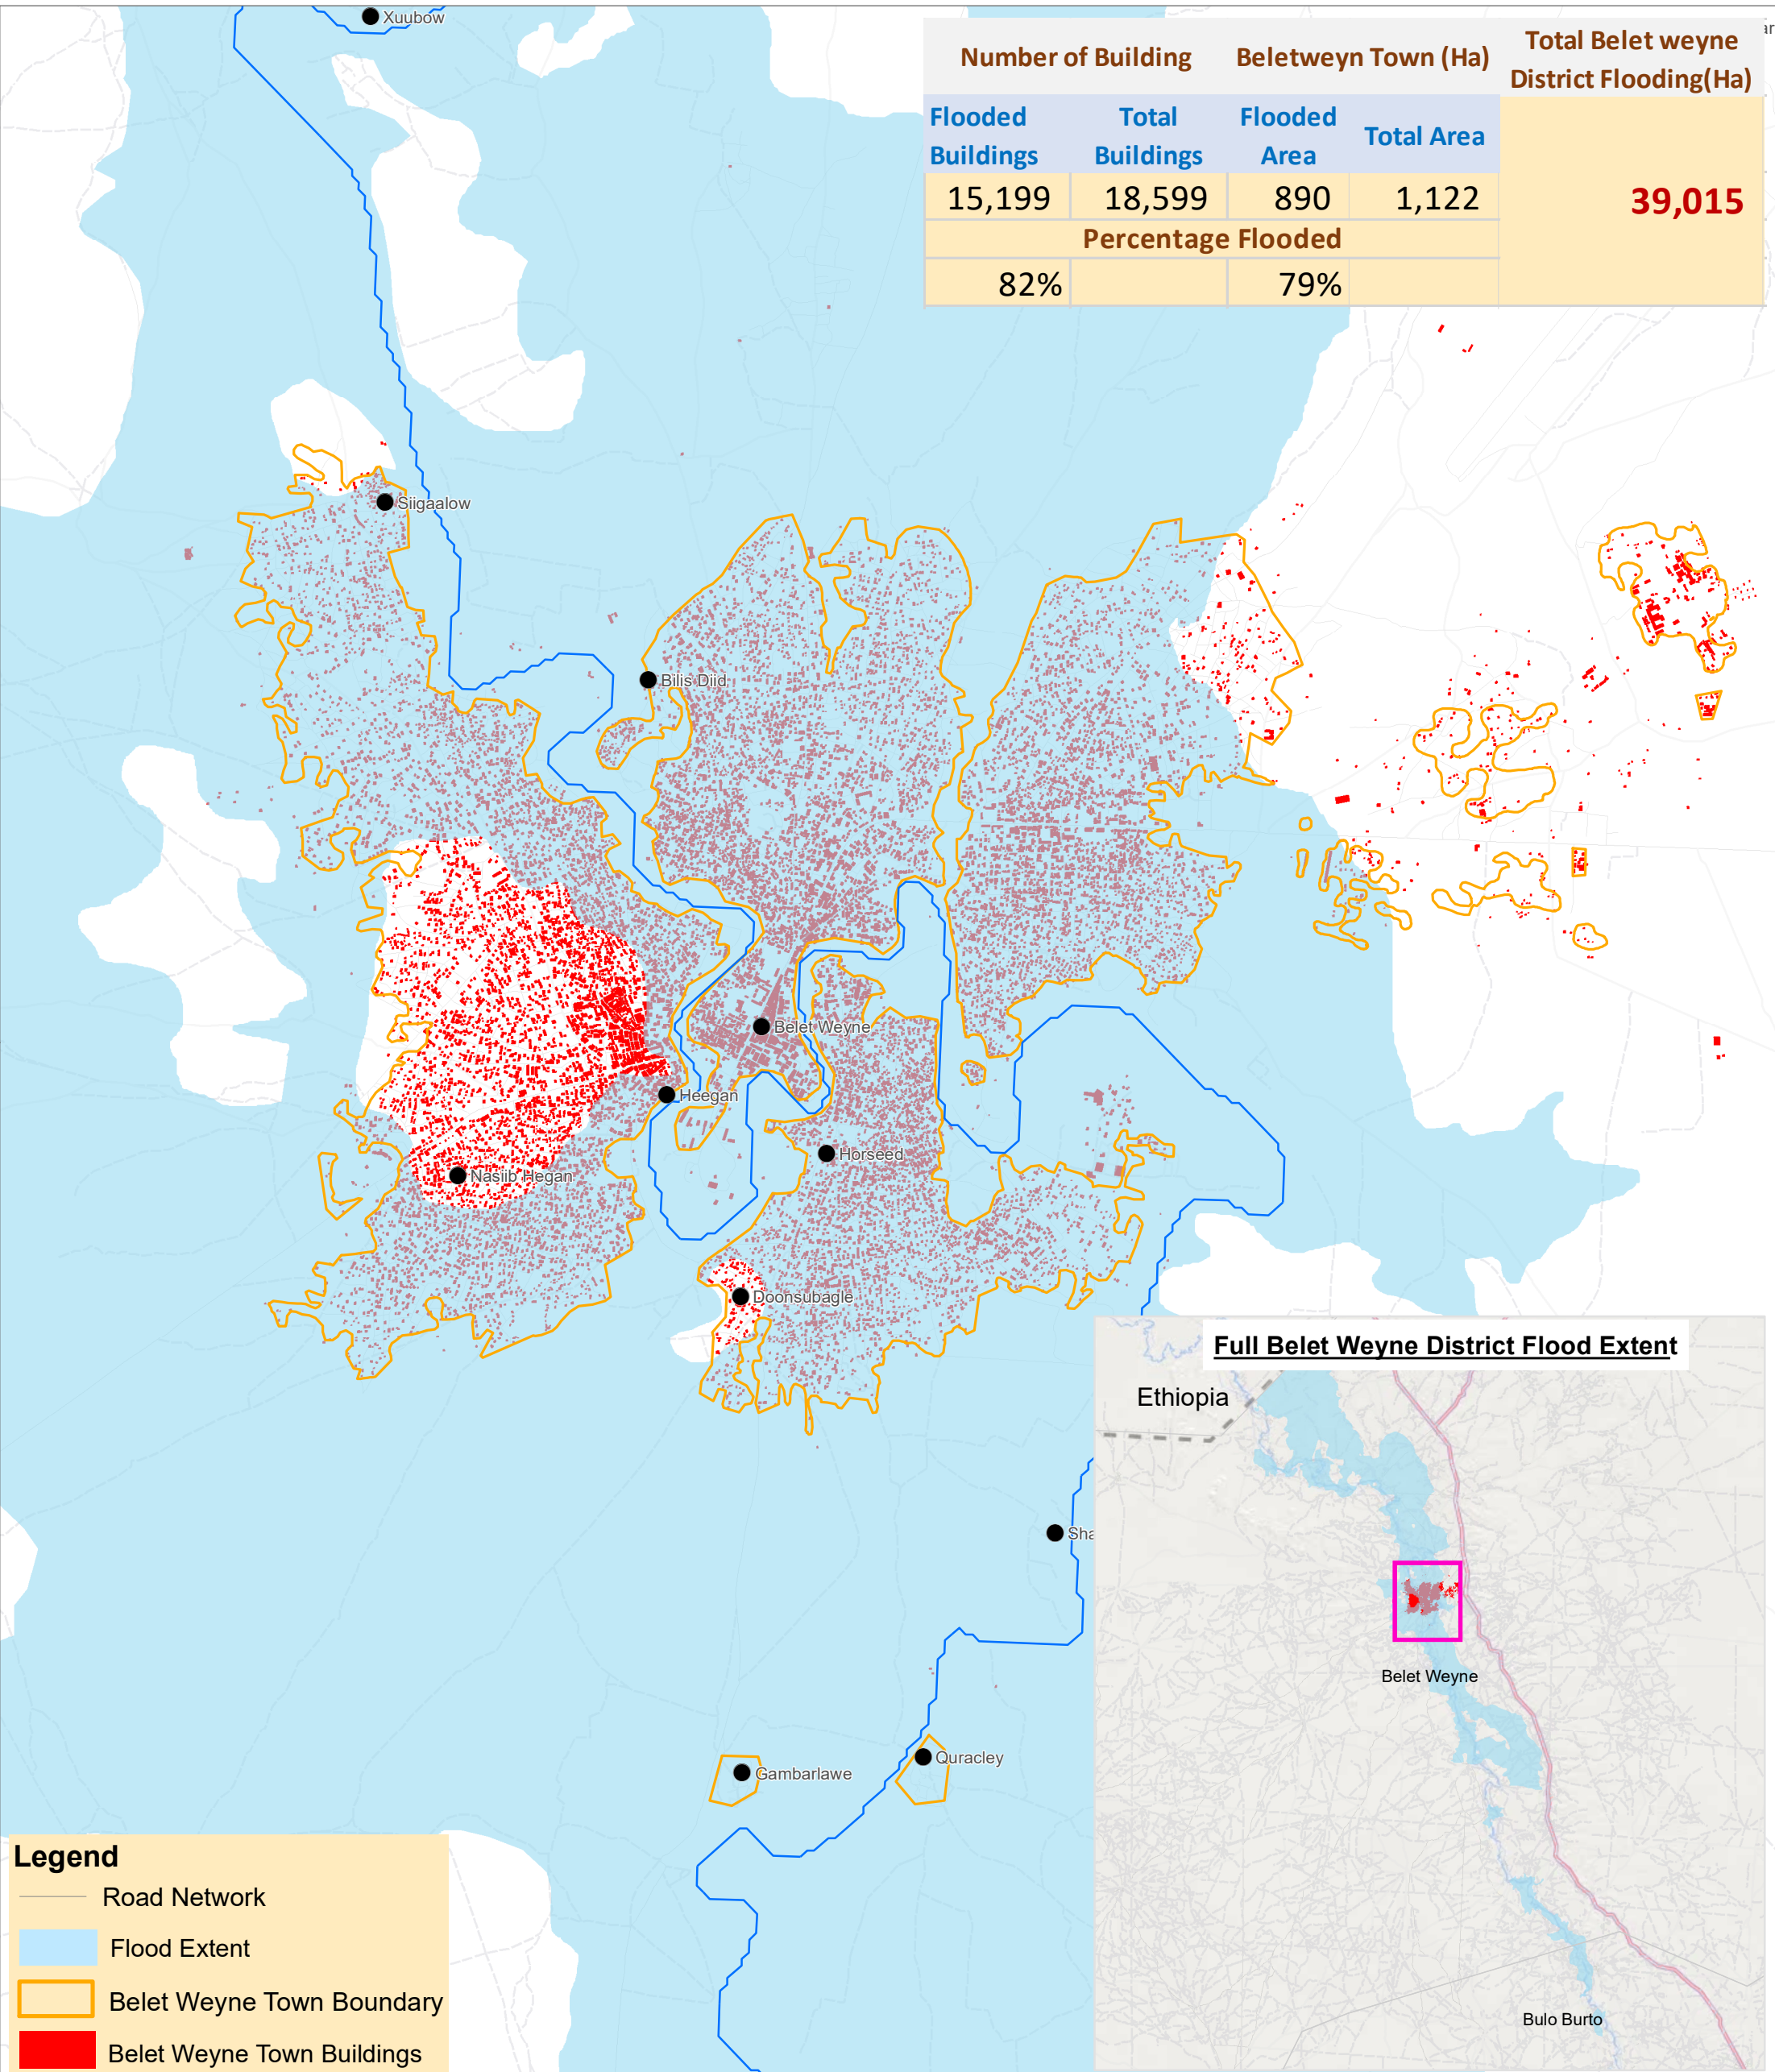 Xuubow
Number of Building
Beletweyn Town (Ha)
Total Belet weyne
District Flooding(Ha)
Flooded
Buildings
Total
Buildings
Flooded
Area
Total Area
15,199
18,599
890
1,122
39,015
Percentage Flooded
82%
79%
Siigaalow
Bilis Diid
Belet Weyne
Heegan
Horseed
Nasiib Hegan
Doonsubagle
Full Belet Weyne District Flood Extent
Ethiopia
Sha
Belet Weyne
Quracley
Gambarlawe
Bulo Burto
Legend
Road Network
Flood Extent
Belet Weyne Town Boundary
Belet Weyne Town Buildings